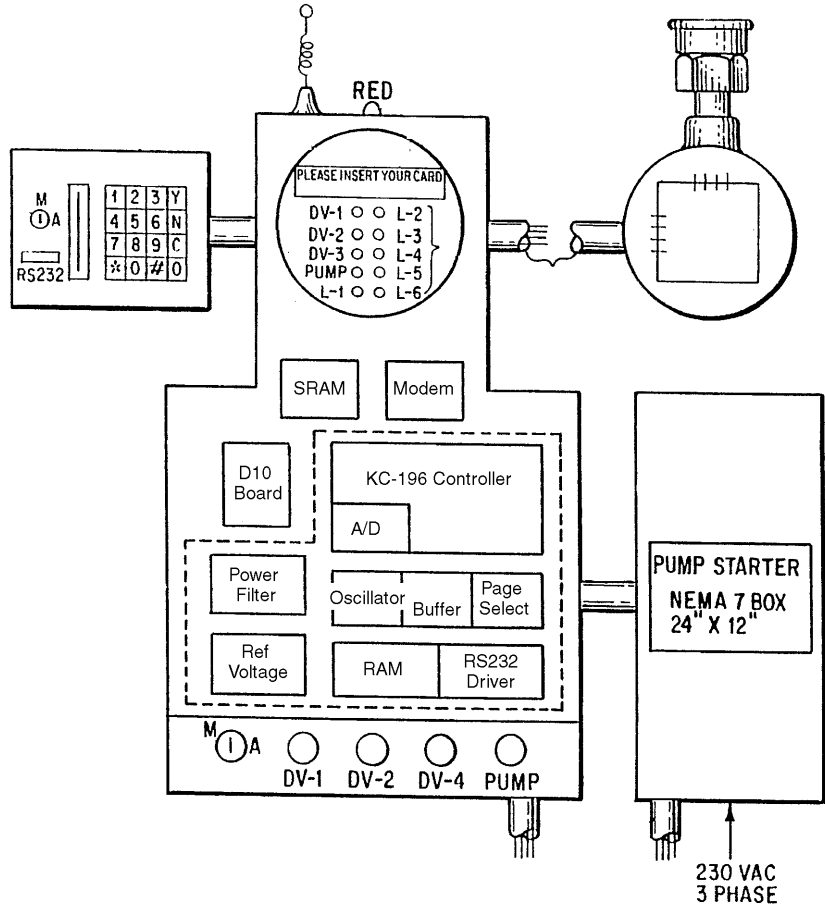 RED
PLEASE INSERT YOUR CARD
DV-1 L-2
DV-2 L-3
DV-3 L-4
PUMP L-5
L-1 L-6
M
A
RS232
1 2 3 Y
4 5 6 N
7 8 9 C
* 0 # 0
SRAM
Modem
D10
Board
KC-196 Controller
A/D
Power
Filter
Oscillator
Buffer
Page
Select
Ref
Voltage
RAM
RS232
Driver
PUMP STARTER
NEMA 7 BOX
24" X 12"
M A
DV-1 DV-2 DV-4 PUMP
230 VAC
3 PHASE